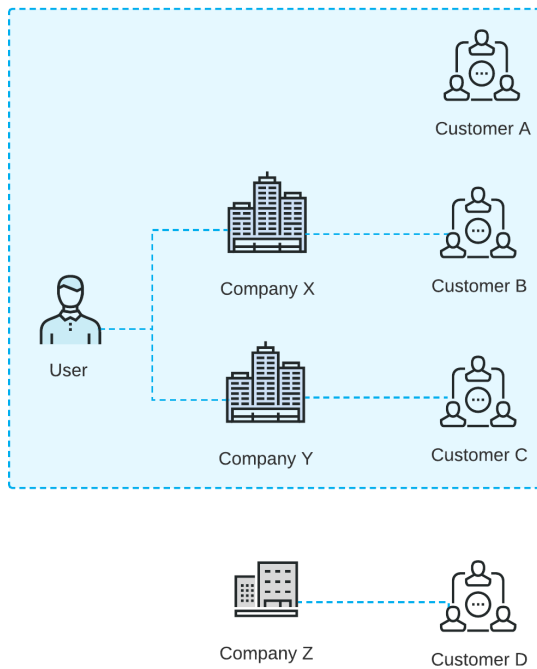 Customer A
Company X
Customer B
User
Company Y
Customer C
Company Z
Customer D